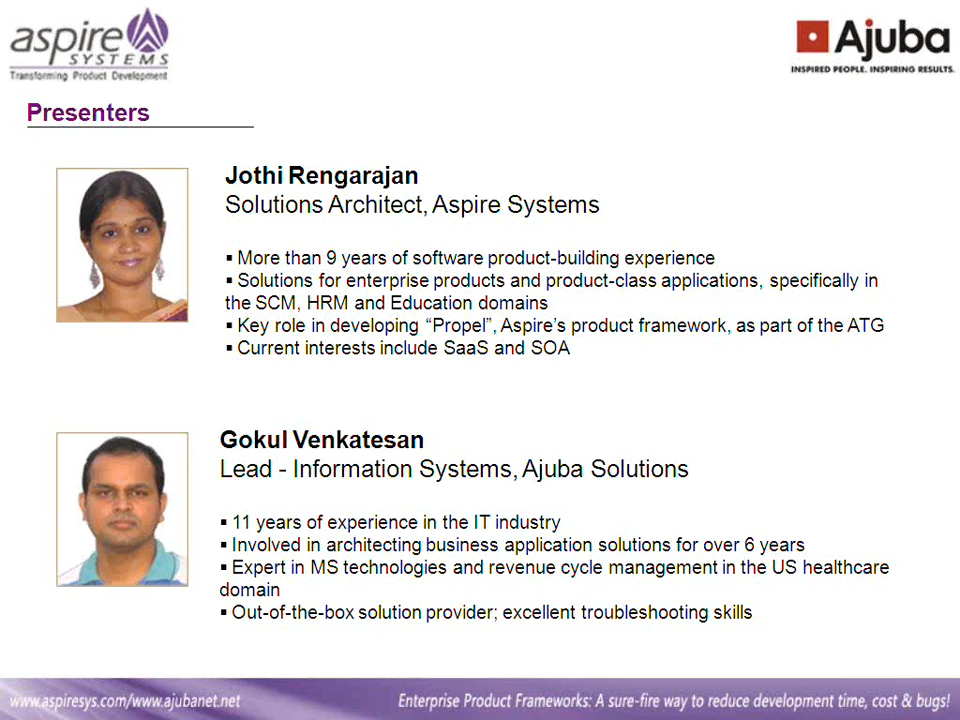 aspire
SYSTEMS
Transforming Product Development
Ajuba
INSPIRED PEOPLE. INSPIRING RESULTS.
Presenters
Jothi Rengarajan
Solutions Architect, Aspire Systems
▪ More than 9 years of software product-building experience
▪ Solutions for enterprise products and product-class applications, specifically in
the SCM, HRM and Education domains
▪ Key role in developing “Propel”, Aspire’s product framework, as part of the ATG
▪ Current interests include SaaS and SOA
Gokul Venkatesan
Lead - Information Systems, Ajuba Solutions
▪ 11 years of experience in the IT industry
▪ Involved in architecting business application solutions for over 6 years
▪ Expert in MS technologies and revenue cycle management in the US healthcare
domain
▪ Out-of-the-box solution provider; excellent troubleshooting skills
www.aspiresys.com/www.ajubanet.net
Enterprise Product Frameworks: A sure-fire way to reduce development time, cost & bugs!